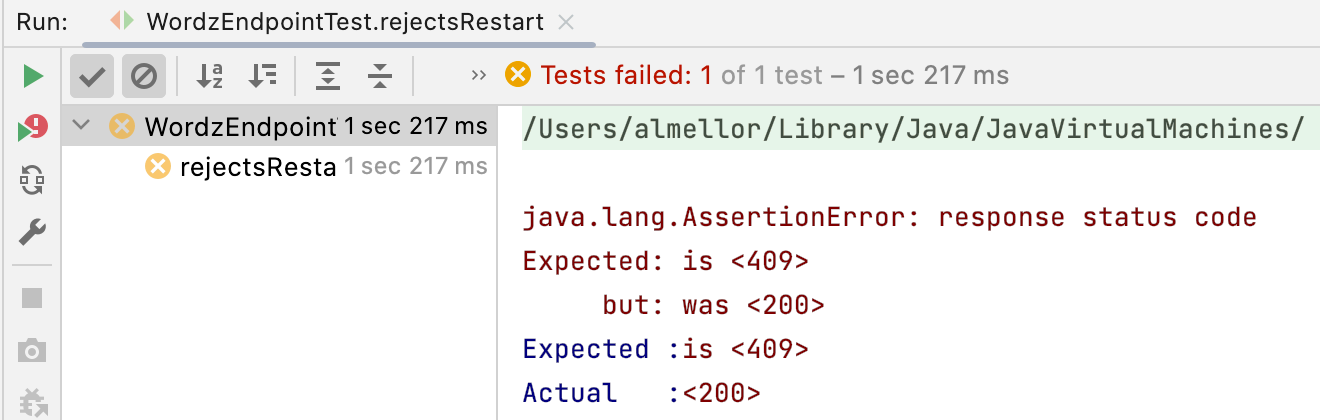 Run: WordzEndpointTest.rejectsRestart
Tests failed: 1 of 1 test – 1 sec 217 ms
WordzEndpoint 1 sec 217 ms
rejectsResta 1 sec 217 ms
/Users/almellor/Library/Java/JavaVirtualMachines/
java.lang.AssertionError: response status code
Expected: is <409>
but: was <200>
Expected :is <409>
Actual :<200>